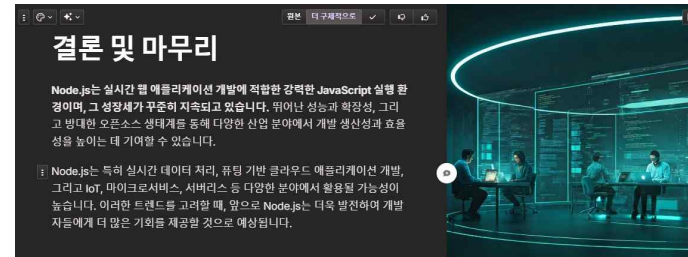 원본 더 구체적으로
결론 및 마무리
Node.js는 실시간 웹 애플리케이션 개발에 적합한 강력한 JavaScript 실행 환
경이며, 그 성장세가 꾸준히 지속되고 있습니다. 뛰어난 성능과 확장성, 그리
고 방대한 오픈소스 생태계를 통해 다양한 산업 분야에서 개발 생산성과 효율
성을 높이는 데 기여할 수 있습니다.
Node.js는 특히 실시간 데이터 처리, 퓨팅 기반 클라우드 애플리케이션 개발,
그리고 IoT, 마이크로서비스, 서버리스 등 다양한 분야에서 활용될 가능성이
높습니다. 이러한 트렌드를 고려할 때, 앞으로 Node.js는 더욱 발전하여 개발
자들에게 더 많은 기회를 제공할 것으로 예상됩니다.